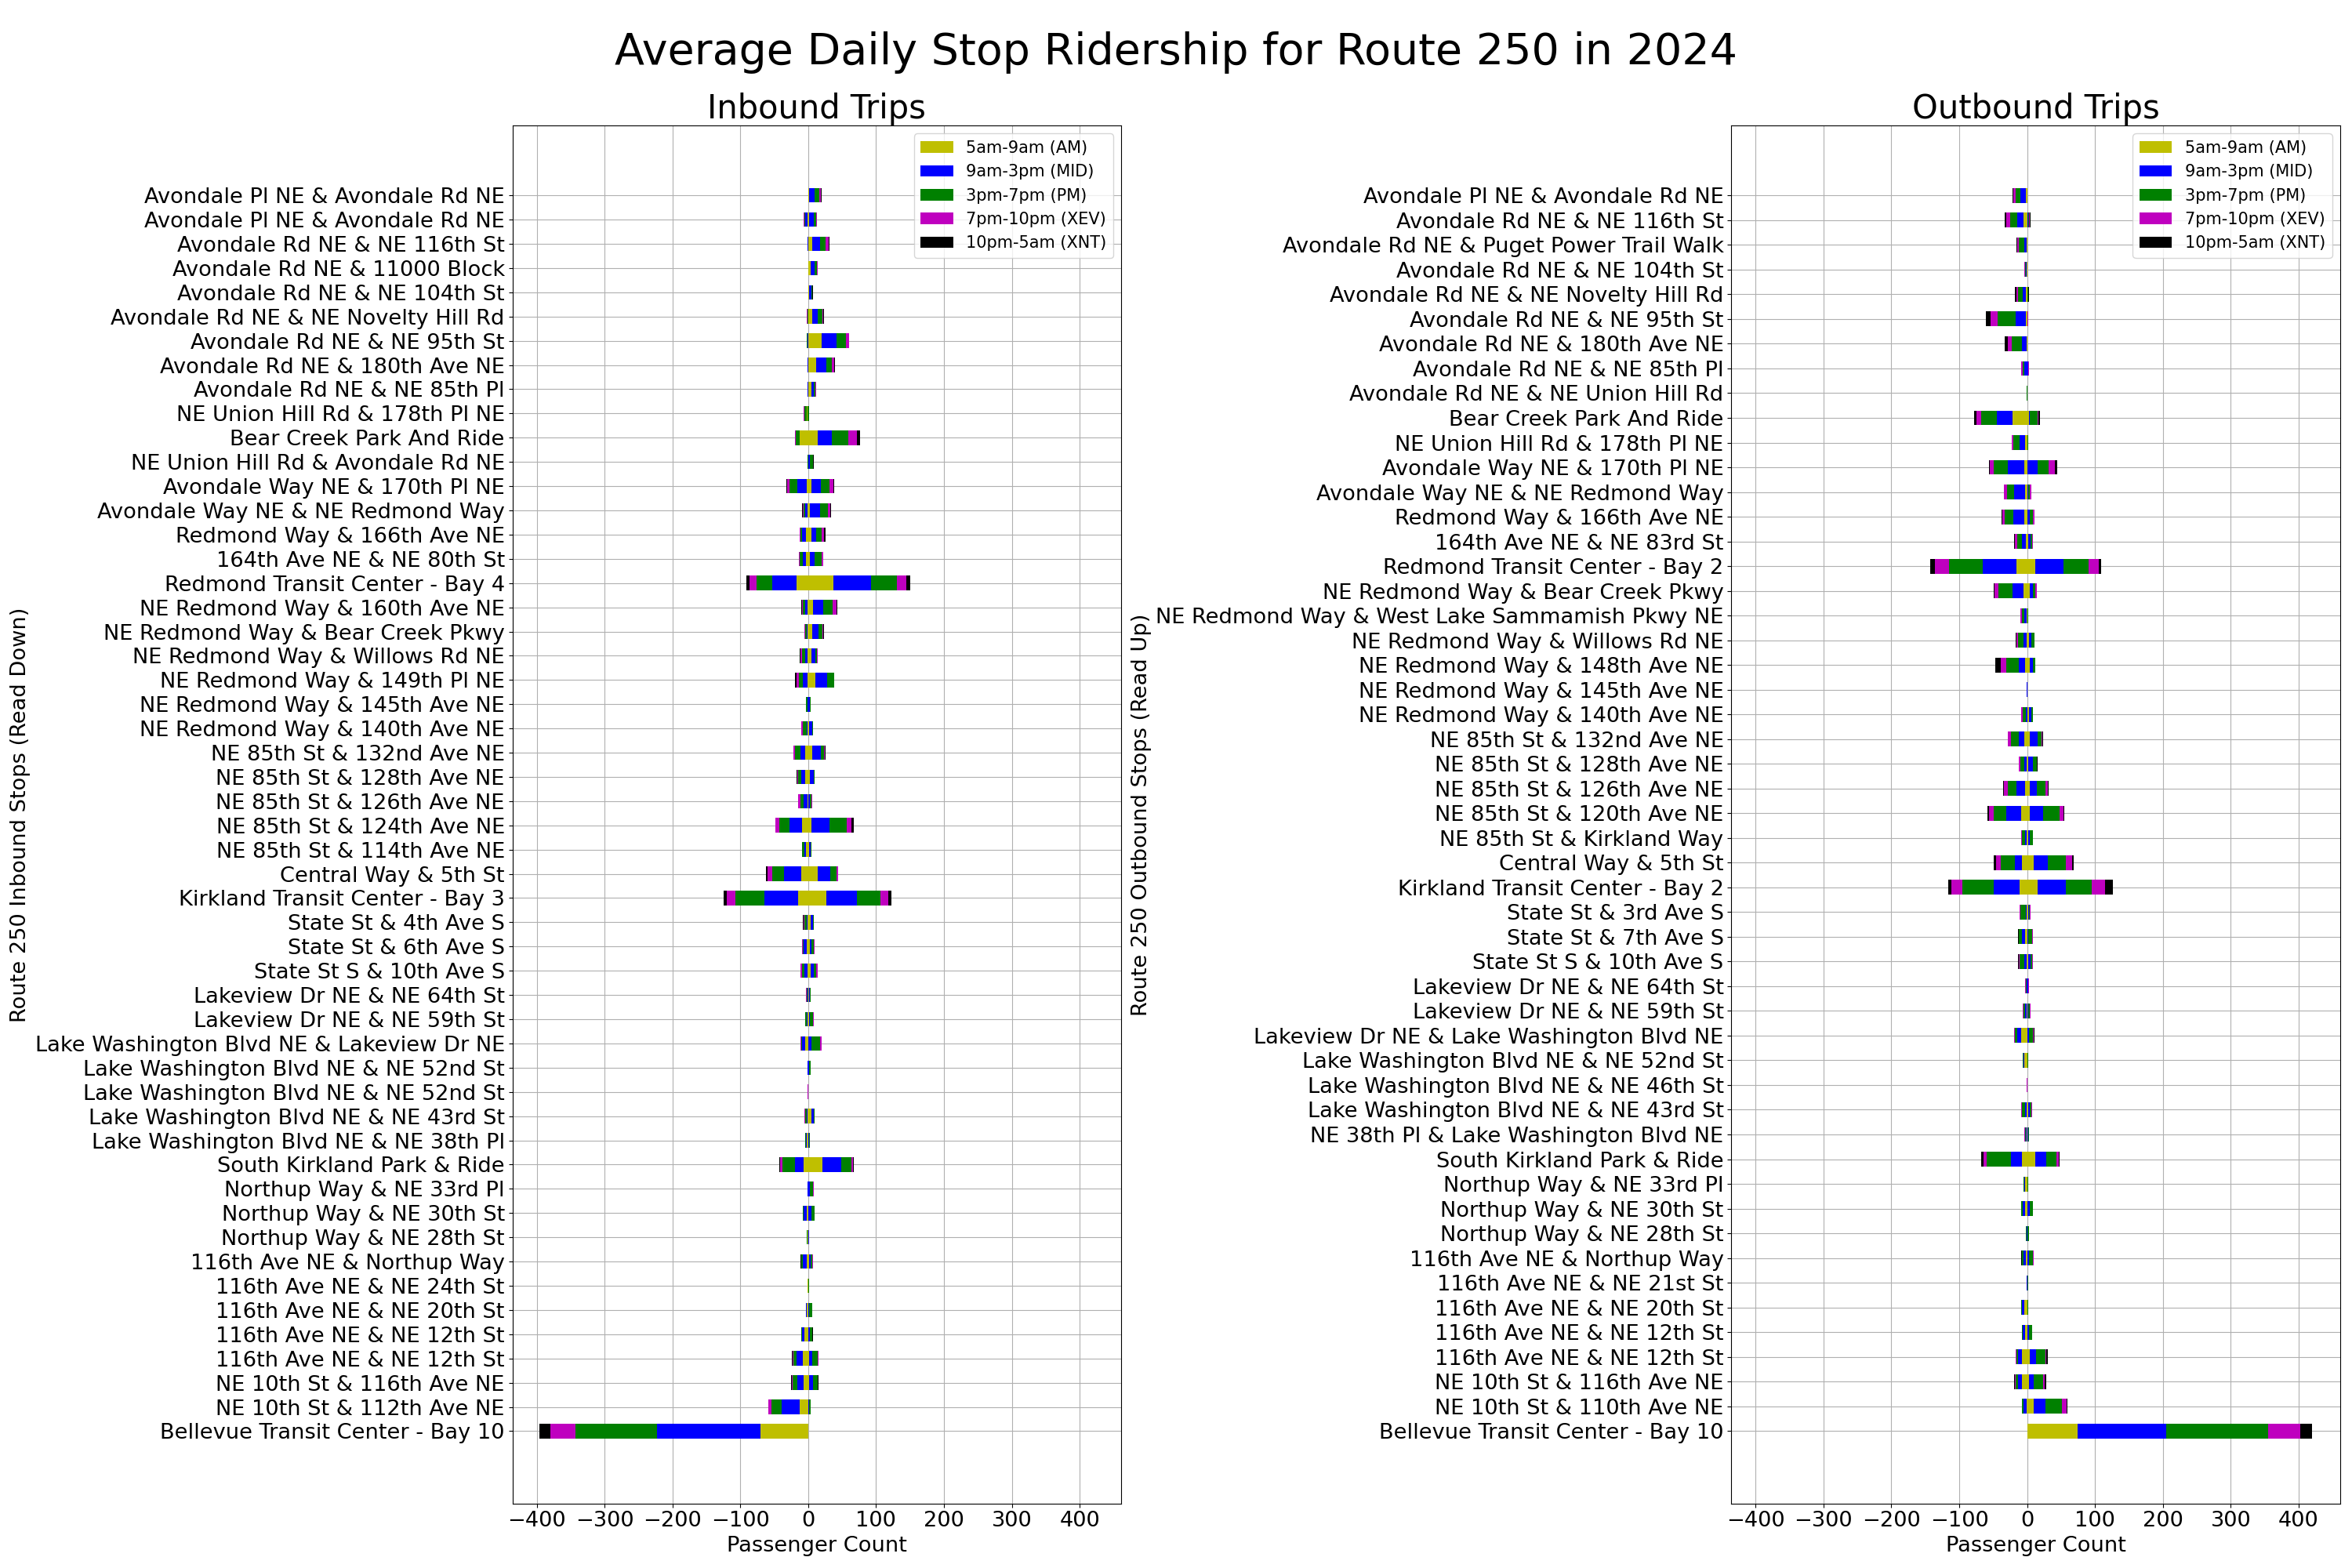 Average Daily Stop Ridership for Route 250 in 2024
Inbound Trips
5am-9am (AM)
9am-3pm (MID)
3pm-7pm (PM)
7pm-10pm (XEV)
10pm-5am (XNT)
Route 250 Inbound Stops (Read Down)
Avondale Pl NE & Avondale Rd NE
Avondale Pl NE & Avondale Rd NE
Avondale Rd NE & NE 116th St
Avondale Rd NE & 11000 Block
Avondale Rd NE & NE 104th St
Avondale Rd NE & NE Novelty Hill Rd
Avondale Rd NE & NE 95th St
Avondale Rd NE & 180th Ave NE
Avondale Rd NE & NE 85th Pl
NE Union Hill Rd & 178th Pl NE
Bear Creek Park And Ride
NE Union Hill Rd & Avondale Rd NE
Avondale Way NE & 170th Pl NE
Avondale Way NE & NE Redmond Way
Redmond Way & 166th Ave NE
164th Ave NE & NE 80th St
Redmond Transit Center - Bay 4
NE Redmond Way & 160th Ave NE
NE Redmond Way & Bear Creek Pkwy
NE Redmond Way & Willows Rd NE
NE Redmond Way & 149th Pl NE
NE Redmond Way & 145th Ave NE
NE Redmond Way & 140th Ave NE
NE 85th St & 132nd Ave NE
NE 85th St & 128th Ave NE
NE 85th St & 126th Ave NE
NE 85th St & 124th Ave NE
NE 85th St & 114th Ave NE
Central Way & 5th St
Kirkland Transit Center - Bay 3
State St & 4th Ave S
State St & 6th Ave S
State St S & 10th Ave S
Lakeview Dr NE & NE 64th St
Lakeview Dr NE & NE 59th St
Lake Washington Blvd NE & Lakeview Dr NE
Lake Washington Blvd NE & NE 52nd St
Lake Washington Blvd NE & NE 52nd St
Lake Washington Blvd NE & NE 43rd St
Lake Washington Blvd NE & NE 38th Pl
South Kirkland Park & Ride
Northup Way & NE 33rd Pl
Northup Way & NE 30th St
Northup Way & NE 28th St
116th Ave NE & Northup Way
116th Ave NE & NE 24th St
116th Ave NE & NE 20th St
116th Ave NE & NE 12th St
116th Ave NE & NE 12th St
NE 10th St & 116th Ave NE
NE 10th St & 112th Ave NE
Bellevue Transit Center - Bay 10
−400 −300 −200 −100 0 100 200 300 400
Passenger Count
Outbound Trips
5am-9am (AM)
9am-3pm (MID)
3pm-7pm (PM)
7pm-10pm (XEV)
10pm-5am (XNT)
Route 250 Outbound Stops (Read Up)
Avondale Pl NE & Avondale Rd NE
Avondale Rd NE & NE 116th St
Avondale Rd NE & Puget Power Trail Walk
Avondale Rd NE & NE 104th St
Avondale Rd NE & NE Novelty Hill Rd
Avondale Rd NE & NE 95th St
Avondale Rd NE & 180th Ave NE
Avondale Rd NE & NE 85th Pl
Avondale Rd NE & NE Union Hill Rd
Bear Creek Park And Ride
NE Union Hill Rd & 178th Pl NE
Avondale Way NE & 170th Pl NE
Avondale Way NE & NE Redmond Way
Redmond Way & 166th Ave NE
164th Ave NE & NE 83rd St
Redmond Transit Center - Bay 2
NE Redmond Way & Bear Creek Pkwy
NE Redmond Way & West Lake Sammamish Pkwy NE
NE Redmond Way & Willows Rd NE
NE Redmond Way & 148th Ave NE
NE Redmond Way & 145th Ave NE
NE Redmond Way & 140th Ave NE
NE 85th St & 132nd Ave NE
NE 85th St & 128th Ave NE
NE 85th St & 126th Ave NE
NE 85th St & 120th Ave NE
NE 85th St & Kirkland Way
Central Way & 5th St
Kirkland Transit Center - Bay 2
State St & 3rd Ave S
State St & 7th Ave S
State St S & 10th Ave S
Lakeview Dr NE & NE 64th St
Lakeview Dr NE & NE 59th St
Lakeview Dr NE & Lake Washington Blvd NE
Lake Washington Blvd NE & NE 52nd St
Lake Washington Blvd NE & NE 46th St
Lake Washington Blvd NE & NE 43rd St
NE 38th Pl & Lake Washington Blvd NE
South Kirkland Park & Ride
Northup Way & NE 33rd Pl
Northup Way & NE 30th St
Northup Way & NE 28th St
116th Ave NE & Northup Way
116th Ave NE & NE 21st St
116th Ave NE & NE 20th St
116th Ave NE & NE 12th St
116th Ave NE & NE 12th St
NE 10th St & 116th Ave NE
NE 10th St & 110th Ave NE
Bellevue Transit Center - Bay 10
−400 −300 −200 −100 0 100 200 300 400
Passenger Count